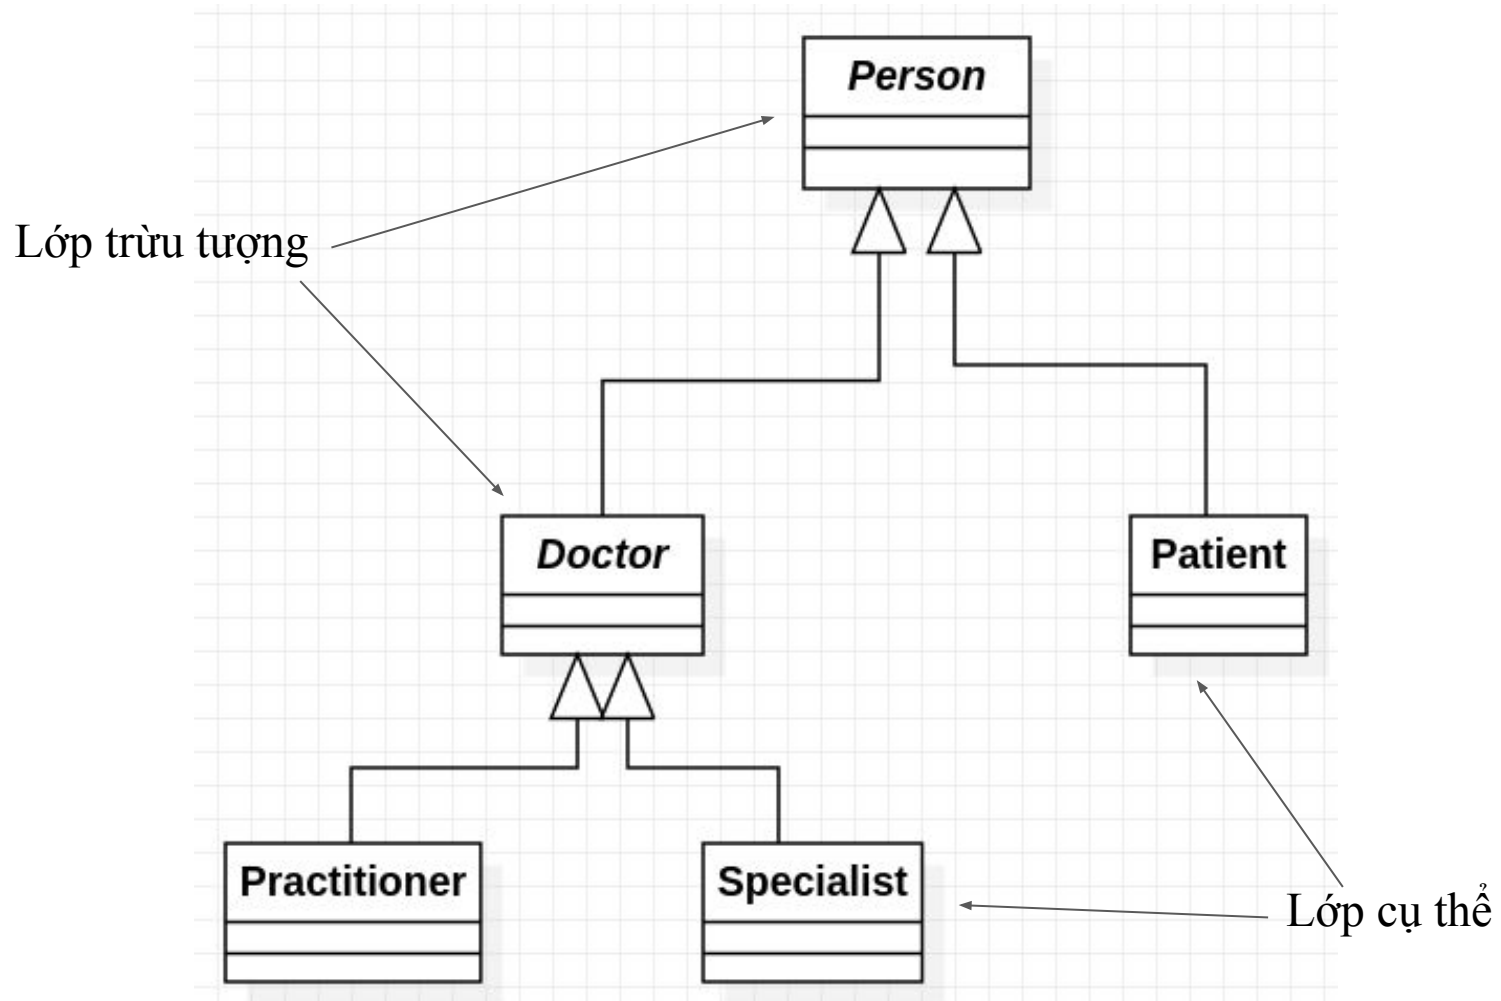 Person
Lớp trừu tượng
Doctor
Patient
Practitioner
Specialist
Lớp cụ thể